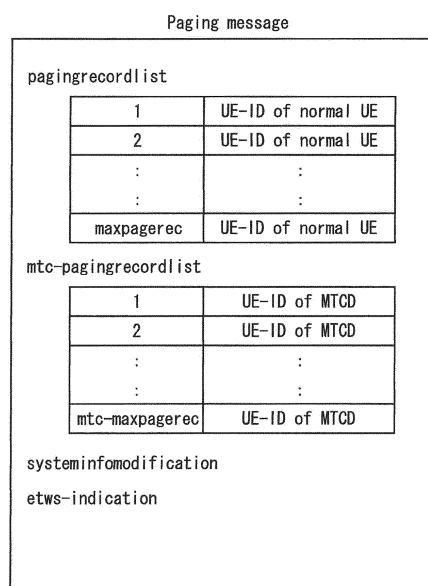 Paging message
pagingrecordlist
1 UE-ID of normal UE
2 UE-ID of normal UE
: :
: :
maxpagerec UE-ID of normal UE
mtc-pagingrecordlist
1 UE-ID of MTCD
2 UE-ID of MTCD
: :
: :
mtc-maxpagerec UE-ID of MTCD
systeminfomodification
etws-indication